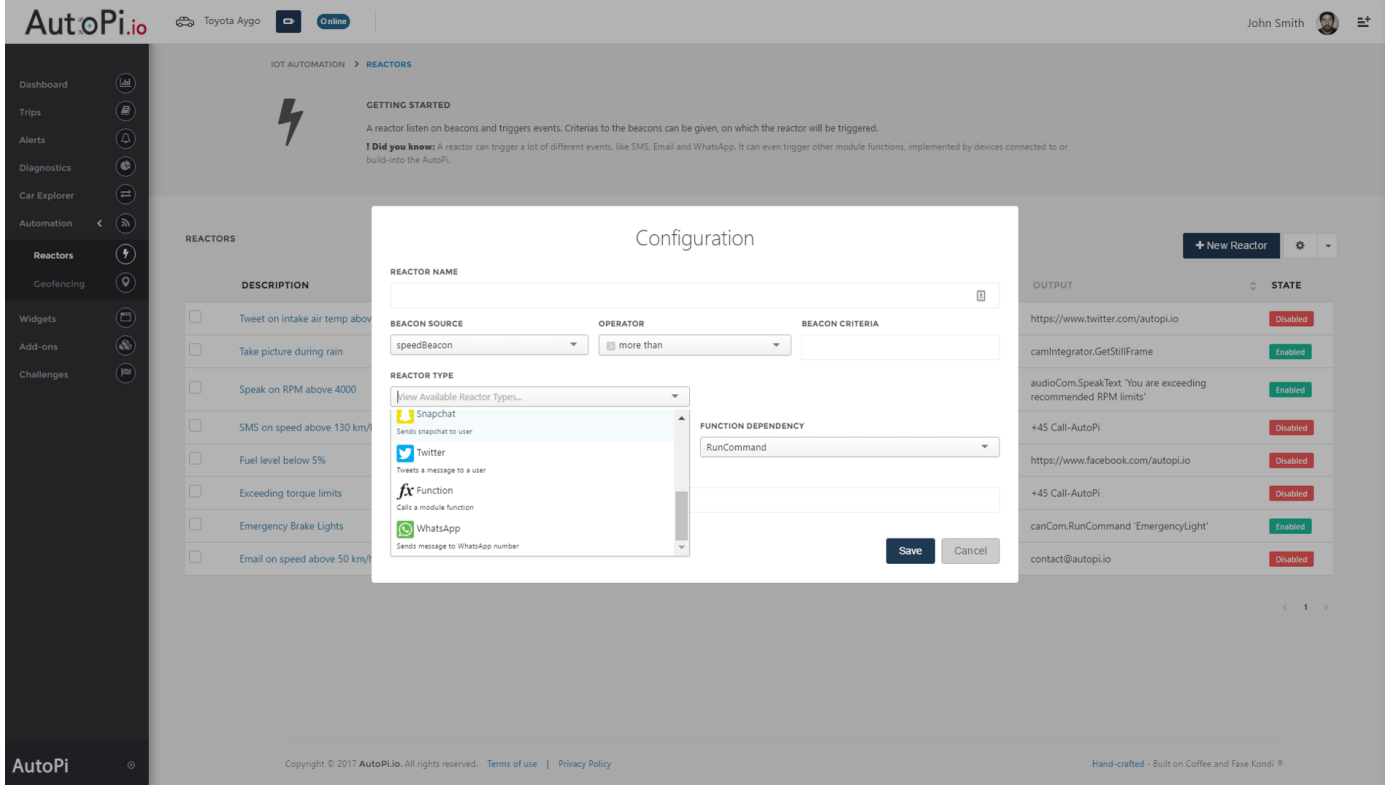 AutoPi.io
Toyota Aygo
Online
John Smith
Dashboard
Trips
Alerts
Diagnostics
Car Explorer
Automation
Reactors
Geofencing
Widgets
Add-ons
Challenges
AutoPi
IOT AUTOMATION > REACTORS
GETTING STARTED
A reactor listen on beacons and triggers events. Criterias to the beacons can be given, on which the reactor will be triggered.
! Did you know: A reactor can trigger a lot of different events, like SMS, Email and WhatsApp. It can even trigger other module functions, implemented by devices connected to or
build-into the AutoPi.
REACTORS
+ New Reactor
DESCRIPTION
OUTPUT
STATE
Tweet on intake air temp abov
https://www.twitter.com/autopi.io
Disabled
Take picture during rain
camIntegrator.GetStillFrame
Enabled
Speak on RPM above 4000
audioCom.SpeakText 'You are exceeding
recommended RPM limits'
Enabled
SMS on speed above 130 km/
+45 Call-AutoPi
Disabled
Fuel level below 5%
https://www.facebook.com/autopi.io
Disabled
Exceeding torque limits
+45 Call-AutoPi
Disabled
Emergency Brake Lights
canCom.RunCommand 'EmergencyLight'
Enabled
Email on speed above 50 km/
contact@autopi.io
Disabled
< 1 >
Configuration
REACTOR NAME
BEACON SOURCE
OPERATOR
BEACON CRITERIA
speedBeacon
more than
REACTOR TYPE
View Available Reactor Types...
Snapchat
Sends snapchat to user
Twitter
Tweets a message to a user
fx Function
Calls a module function
WhatsApp
Sends message to WhatsApp number
FUNCTION DEPENDENCY
RunCommand
Save
Cancel
Copyright © 2017 AutoPi.io. All rights reserved. Terms of use | Privacy Policy
Hand-crafted - Built on Coffee and Faxe Kondi ®